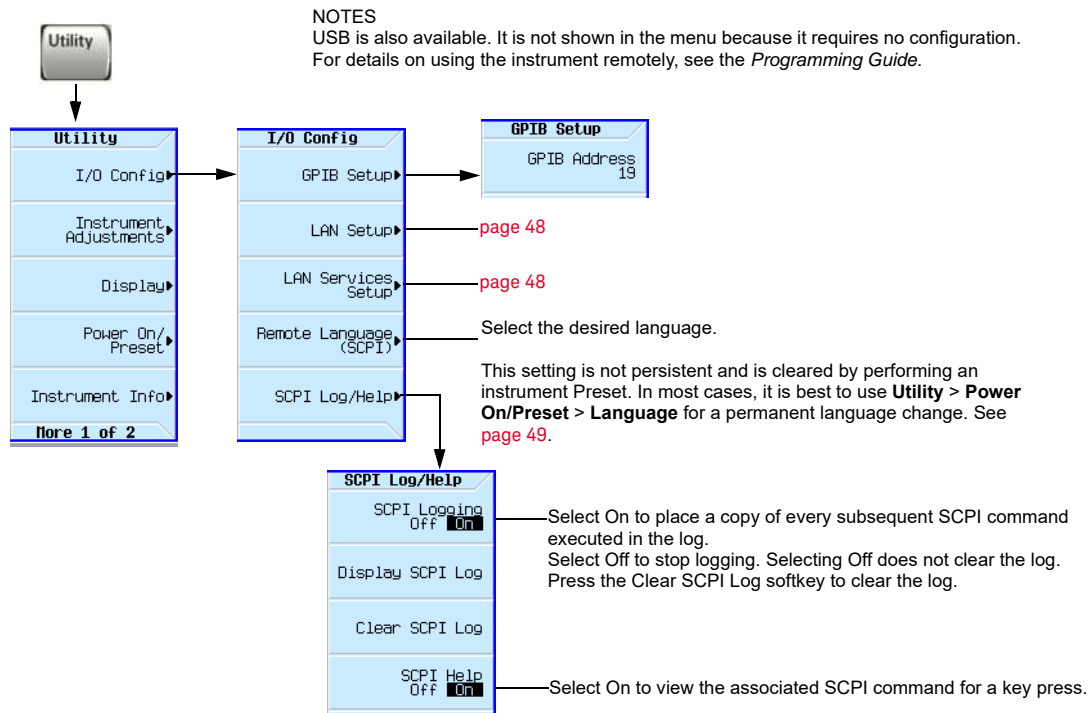 Utility
NOTES
USB is also available. It is not shown in the menu because it requires no configuration.
For details on using the instrument remotely, see the Programming Guide.
Utility
I/O Config
Instrument
Adjustments
Display
Power On/
Preset
Instrument Info
More 1 of 2
I/O Config
GPIB Setup
LAN Setup
LAN Services
Setup
Remote Language
(SCPI)
SCPI Log/Help
GPIB Setup
GPIB Address
19
page 48
page 48
Select the desired language.
This setting is not persistent and is cleared by performing an
instrument Preset. In most cases, it is best to use Utility > Power
On/Preset > Language for a permanent language change. See
page 49.
SCPI Log/Help
SCPI Logging
Off On
Display SCPI Log
Clear SCPI Log
SCPI Help
Off On
Select On to place a copy of every subsequent SCPI command
executed in the log.
Select Off to stop logging. Selecting Off does not clear the log.
Press the Clear SCPI Log softkey to clear the log.
Select On to view the associated SCPI command for a key press.